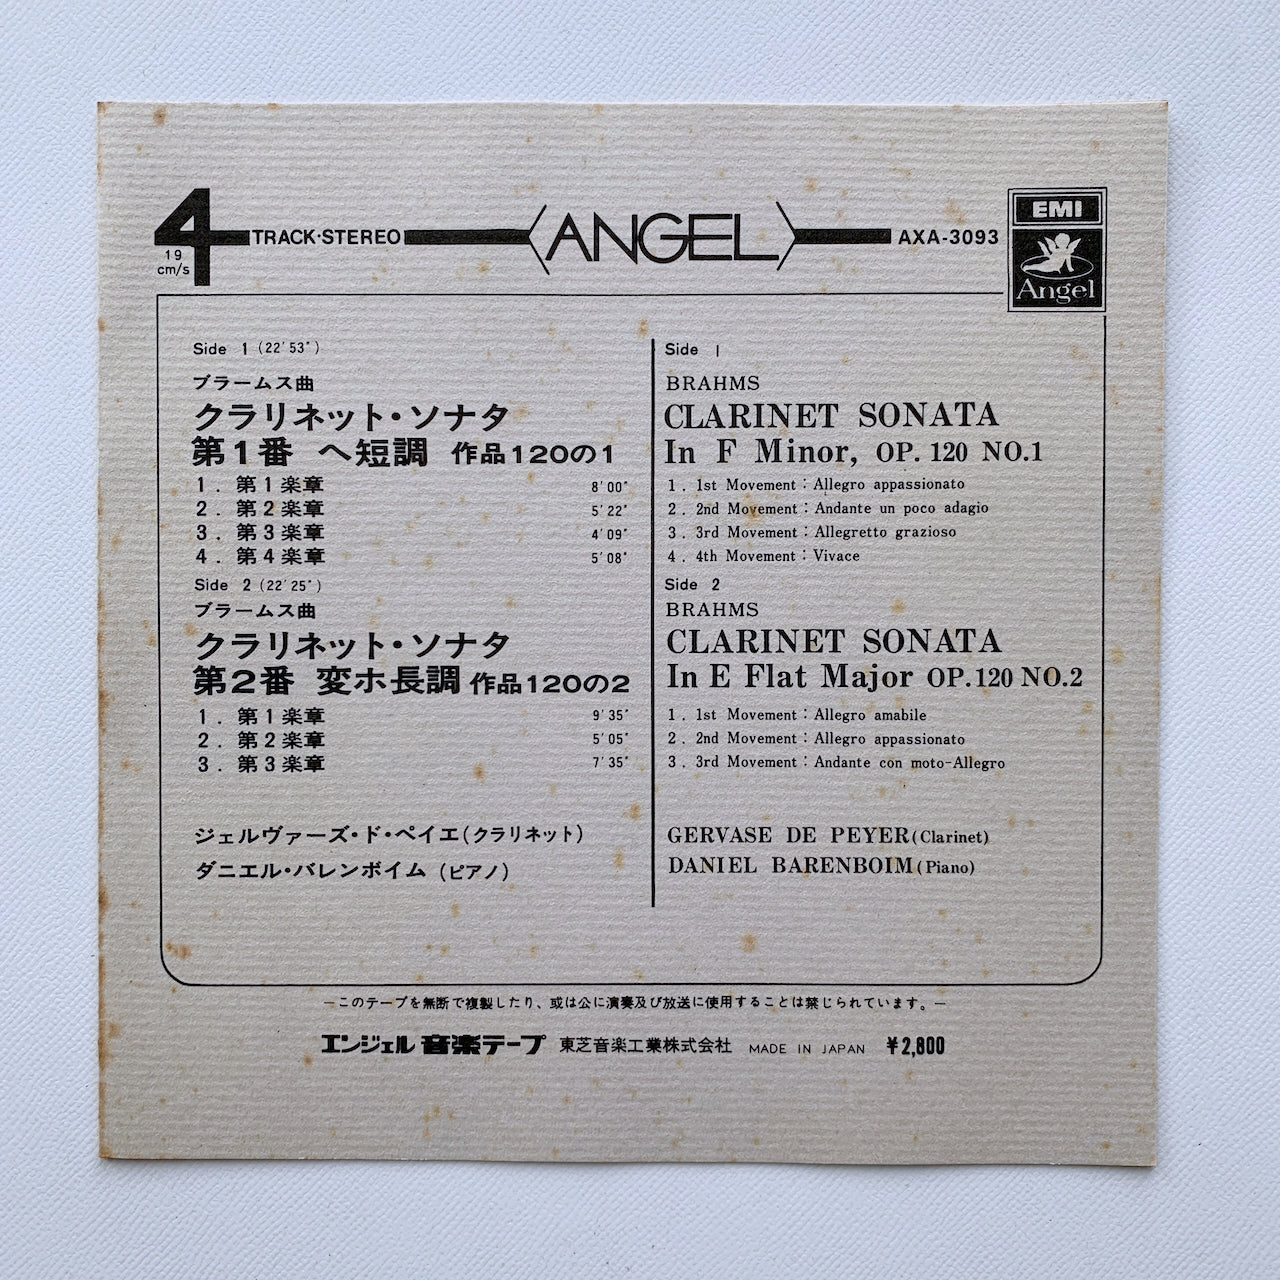 4
19
cm/s
TRACK·STEREO
ANGEL
AXA-3093
EMI
Angel
Side 1 (22'53")
ブラームス曲
クラリネット・ソナタ
第1番 ヘ短調 作品120の1
1. 第1楽章 8'00"
2. 第2楽章 5'22"
3. 第3楽章 4'09"
4. 第4楽章 5'08"
Side 2 (22'25")
ブラームス曲
クラリネット・ソナタ
第2番 変ホ長調 作品120の2
1. 第1楽章 9'35"
2. 第2楽章 5'05"
3. 第3楽章 7'35"
ジェルヴァーズ・ド・ペイエ(クラリネット)
ダニエル・バレンボイム (ピアノ)
Side 1
BRAHMS
CLARINET SONATA
In F Minor, OP. 120 NO.1
1. 1st Movement : Allegro appassionato
2. 2nd Movement : Andante un poco adagio
3. 3rd Movement : Allegretto grazioso
4. 4th Movement : Vivace
Side 2
BRAHMS
CLARINET SONATA
In E Flat Major OP.120 NO.2
1. 1st Movement : Allegro amabile
2. 2nd Movement : Allegro appassionato
3. 3rd Movement : Andante con moto-Allegro
GERVASE DE PEYER(Clarinet)
DANIEL BARENBOIM(Piano)
—このテープを無断で複製したり、或は公に演奏及び放送に使用することは禁じられています。—
エンジェル 音楽テープ 東芝音楽工業株式会社 MADE IN JAPAN ¥2,800